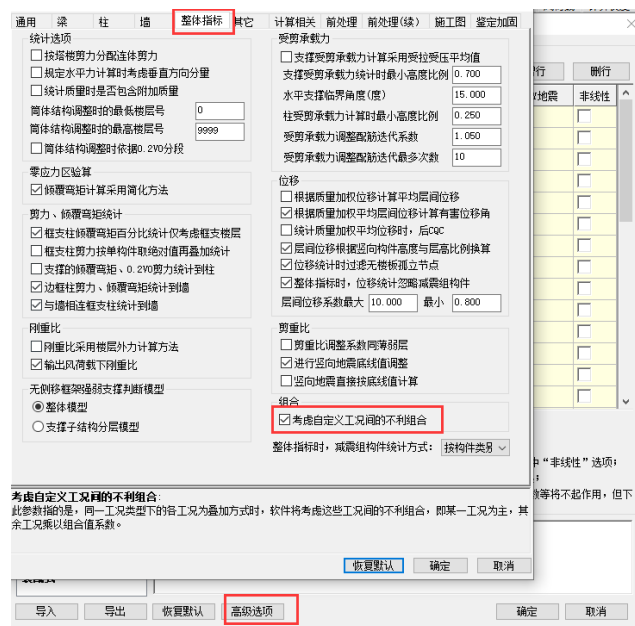 通用 梁 柱 墙 整体指标 其它 计算相关 前处理 前处理(续) 施工图 鉴定加固
统计选项
按塔楼剪力分配连体剪力
规定水平力计算时考虑垂直方向分量
统计质量时是否包含附加质量
筒体结构调整时的最低楼层号 0
筒体结构调整时的最高楼层号 9999
筒体结构调整时依据0.2V0分段
零应力区验算
倾覆弯矩计算采用简化方法
剪力、倾覆弯矩统计
框支柱倾覆弯矩百分比统计仅考虑框支楼层
框支柱剪力按单构件取绝对值再叠加统计
支撑的倾覆弯矩、0.2V0剪力统计到柱
边框柱剪力、倾覆弯矩统计到墙
与墙相连框支柱统计到墙
刚重比
刚重比采用楼层外力计算方法
输出风荷载下刚重比
无侧移框架强弱支撑判断模型
整体模型
支撑子结构分层模型
受剪承载力
支撑受剪承载力计算采用受拉受压平均值
支撑受剪承载力统计时最小高度比例 0.700
水平支撑临界角度(度) 15.000
柱受剪承载力计算时最小高度比例 0.250
受剪承载力调整配筋迭代系数 1.050
受剪承载力调整配筋迭代最多次数 10
位移
根据质量加权位移计算平均层间位移
根据质量加权平均层间位移计算有害位移角
统计质量加权平均位移时，后CQC
层间位移根据竖向构件高度与层高比例换算
位移统计时过滤无楼板孤立节点
整体指标时，位移统计忽略减震组构件
层间位移系数最大 10.000 最小 0.800
剪重比
剪重比调整系数同薄弱层
进行竖向地震底线值调整
竖向地震直接按底线值计算
组合
考虑自定义工况间的不利组合
整体指标时，减震组构件统计方式： 按构件类别
删行
地震 非线性
中“非线性”选项；
数等将不起作用，但下
考虑自定义工况间的不利组合:
此参数指的是，同一工况类型下的各工况为叠加方式时，软件将考虑这些工况间的不利组合，即某一工况为主，其
余工况乘以组合值系数。
恢复默认 确定 取消
导入 导出 恢复默认 高级选项 确定 取消